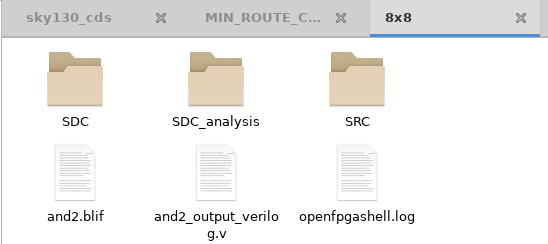 sky130_cds
MIN_ROUTE_C...
8x8
SDC
SDC_analysis
SRC
and2.blif
and2_output_verilo
g.v
openfpgashell.log